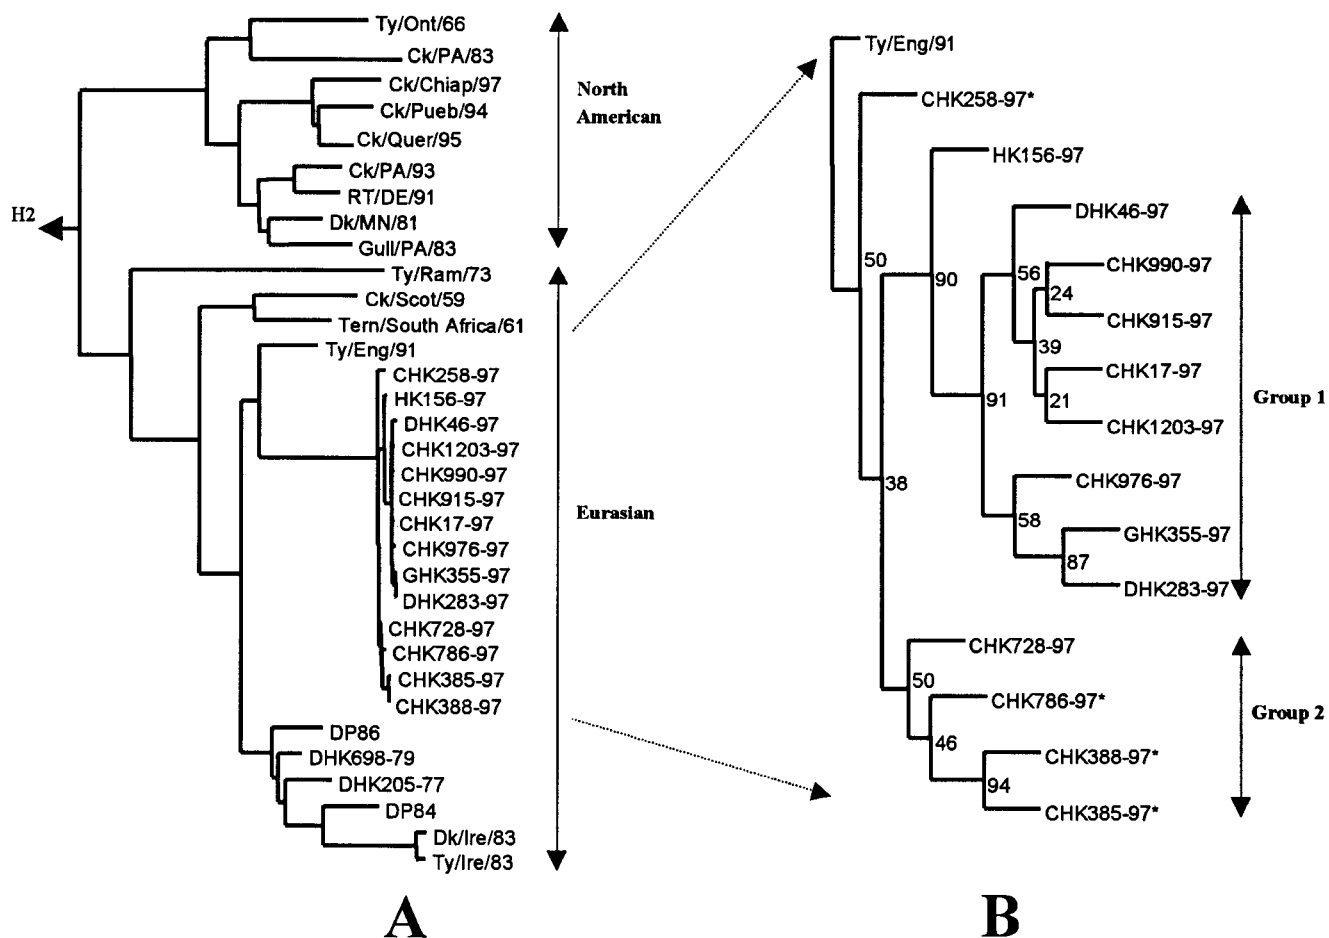 Ty/Ont/66
Ck/PA/83
Ck/Chiap/97
Ck/Pueb/94
Ck/Quer/95
Ck/PA/93
RT/DE/91
Dk/MN/81
Gull/PA/83
North
American
H2
Ty/Ram/73
Ck/Scot/59
Tern/South Africa/61
Ty/Eng/91
CHK258-97
HK156-97
DHK46-97
CHK1203-97
CHK990-97
CHK915-97
CHK17-97
CHK976-97
GHK355-97
DHK283-97
CHK728-97
CHK786-97
CHK385-97
CHK388-97
DP86
DHK698-79
DHK205-77
DP84
Dk/Ire/83
Ty/Ire/83
Eurasian
A
Ty/Eng/91
CHK258-97*
HK156-97
DHK46-97
50
90
56
CHK990-97
24
CHK915-97
39
CHK17-97
21
91
CHK1203-97
Group 1
38
CHK976-97
58
GHK355-97
87
DHK283-97
CHK728-97
50
CHK786-97*
46
Group 2
CHK388-97*
94
CHK385-97*
B